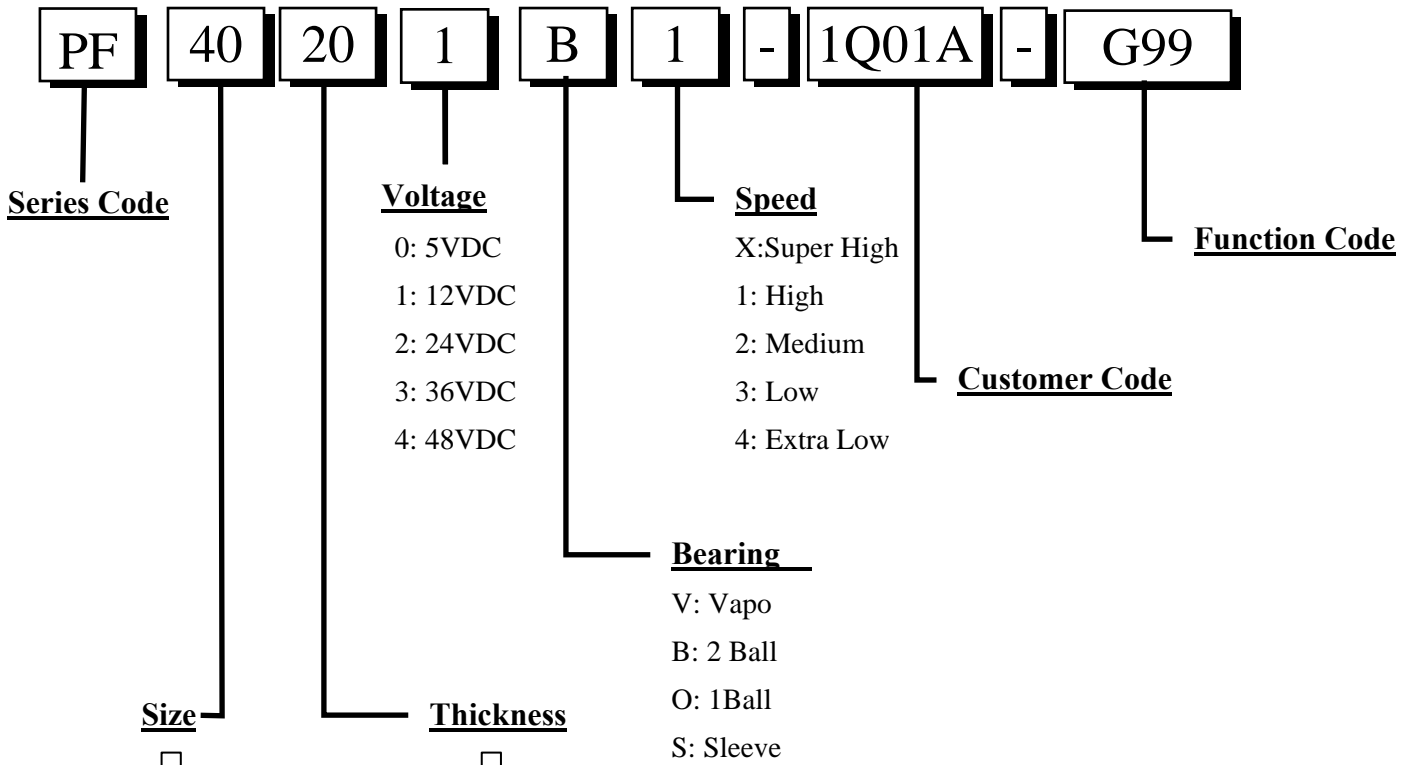 PF 40 20 1 B 1 - 1Q01A - G99
Series Code
Voltage
0: 5VDC
1: 12VDC
2: 24VDC
3: 36VDC
4: 48VDC
Speed
X:Super High
1: High
2: Medium
3: Low
4: Extra Low
Function Code
Customer Code
Bearing
V: Vapo
B: 2 Ball
O: 1Ball
S: Sleeve
Size
Thickness